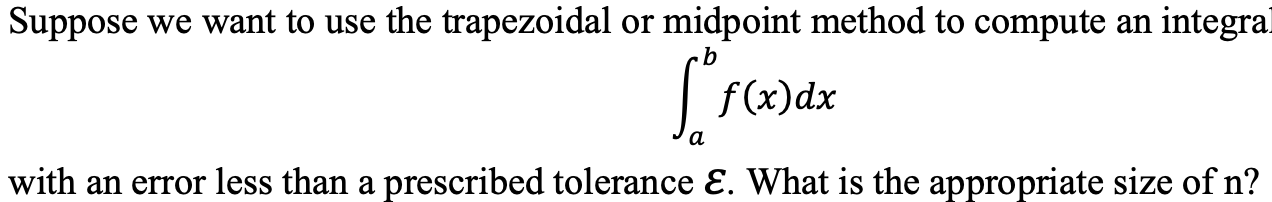 Suppose we want to use the trapezoidal or midpoint method to compute an integral
∫ₐᵇ f(x)dx
with an error less than a prescribed tolerance ℇ. What is the appropriate size of n?